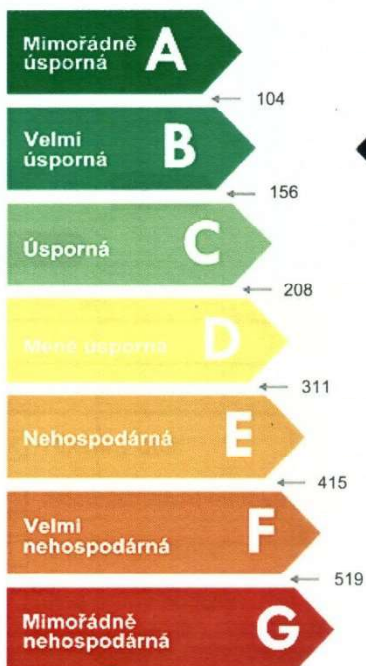 Mimořádně
úsporná A
104
Velmi
úsporná B
156
Úsporná C
208
Méně úsporná D
311
Nehospodárná E
415
Velmi
nehospodárná F
519
Mimořádně
nehospodárná G